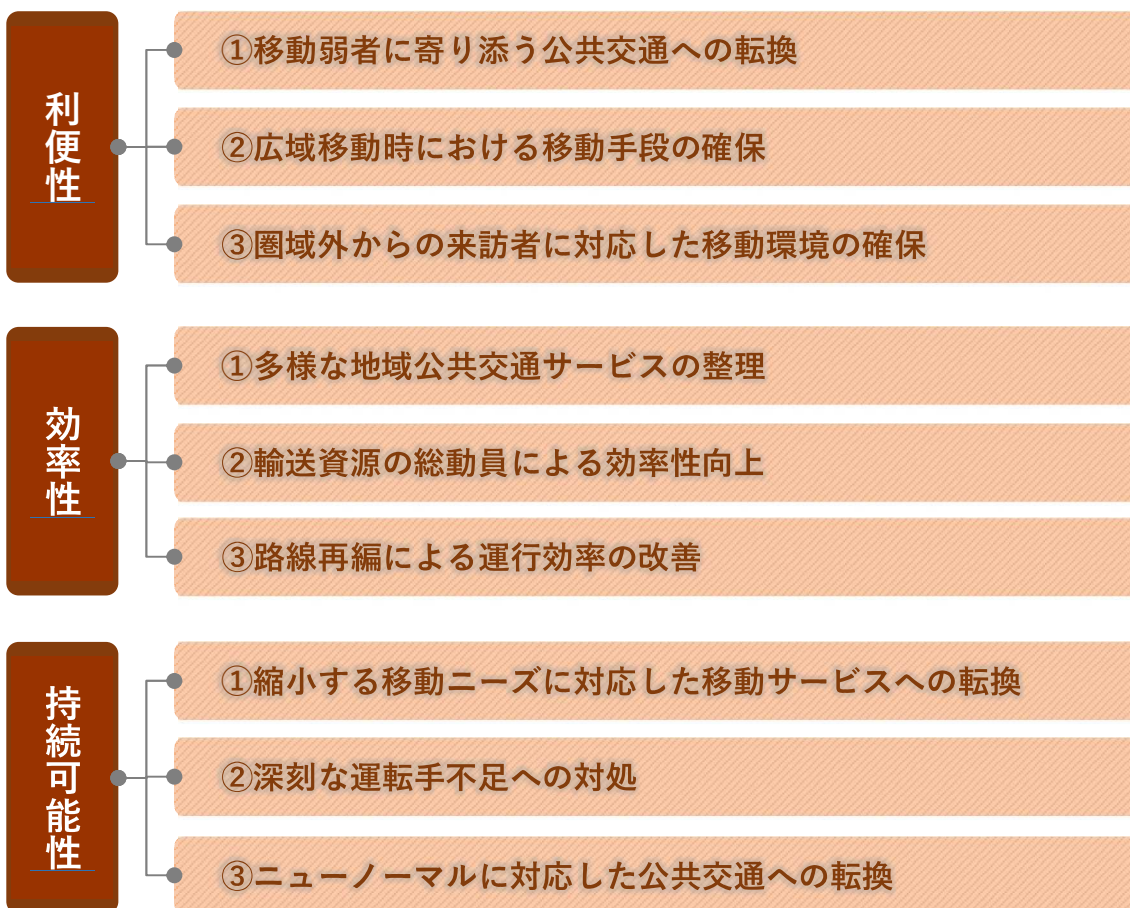 利便性
①移動弱者に寄り添う公共交通への転換
②広域移動時における移動手段の確保
③圏域外からの来訪者に対応した移動環境の確保
効率性
①多様な地域公共交通サービスの整理
②輸送資源の総動員による効率性向上
③路線再編による運行効率の改善
持続可能性
①縮小する移動ニーズに対応した移動サービスへの転換
②深刻な運転手不足への対処
③ニューノーマルに対応した公共交通への転換